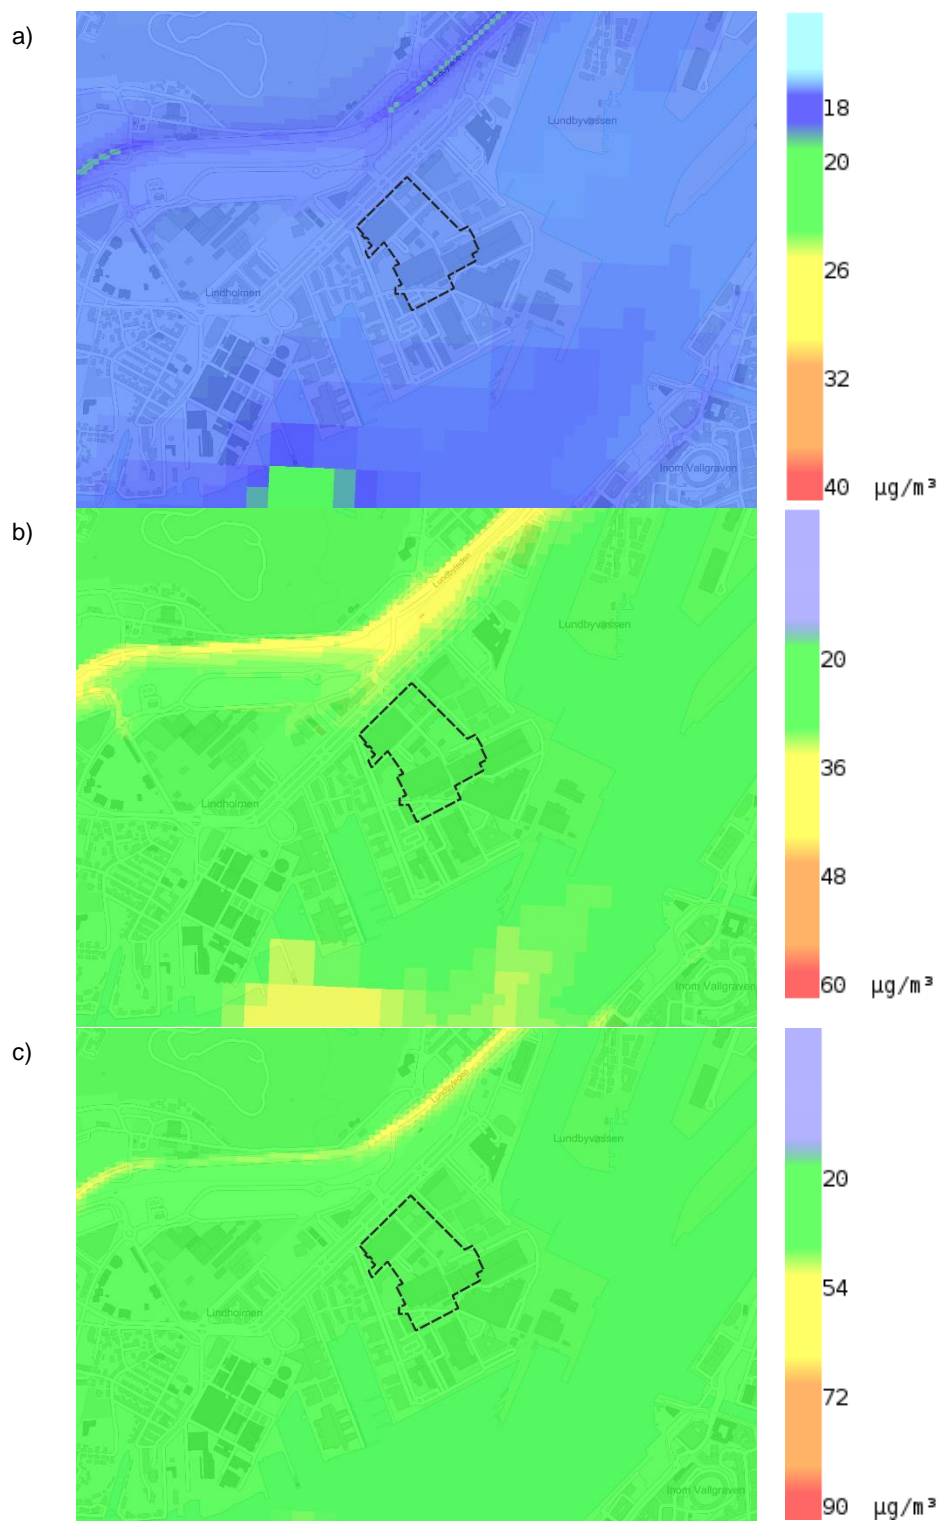 a)
Lundbyvassen
Lindholmen
Inom Vallgraven
18
20
26
32
40 µg/m³
b)
Lundbyleden
Lundbyvassen
Lindholmen
Inom Vallgraven
20
36
48
60 µg/m³
c)
Lundbyleden
Lundbyvassen
Lindholmen
Inom Vallgraven
20
54
72
90 µg/m³